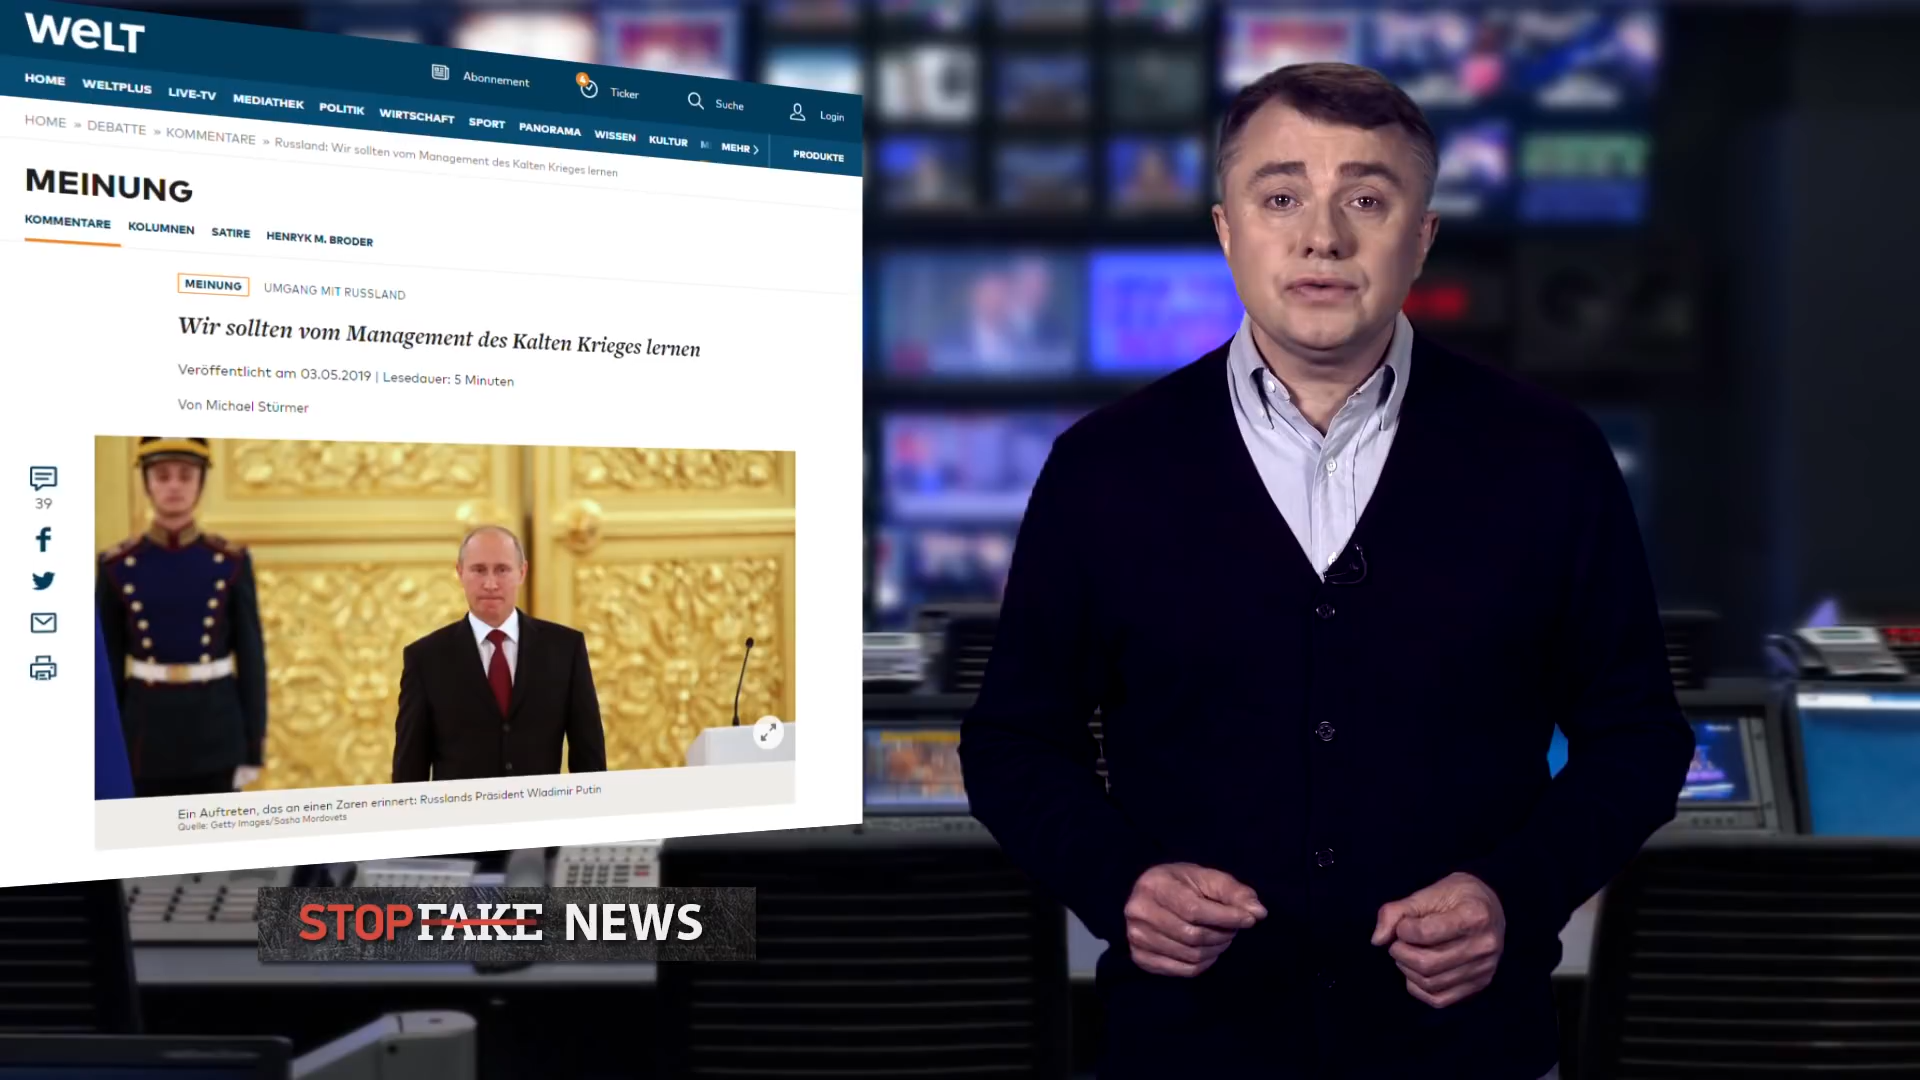 WELT
Abonnement
4
Ticker
Suche
Login
HOME WELTPLUS LIVE-TV MEDIATHEK POLITIK WIRTSCHAFT SPORT PANORAMA WISSEN KULTUR MEHR PRODUKTE
HOME » DEBATTE » KOMMENTARE » Russland: Wir sollten vom Management des Kalten Krieges lernen
MEINUNG
KOMMENTARE KOLUMNEN SATIRE HENRYK M. BRODER
MEINUNG UMGANG MIT RUSSLAND
Wir sollten vom Management des Kalten Krieges lernen
Veröffentlicht am 03.05.2019 | Lesedauer: 5 Minuten
Von Michael Stürmer
39
Ein Auftreten, das an einen Zaren erinnert: Russlands Präsident Wladimir Putin
Quelle: Getty Images/Sasha Mordovets
STOPFAKE NEWS